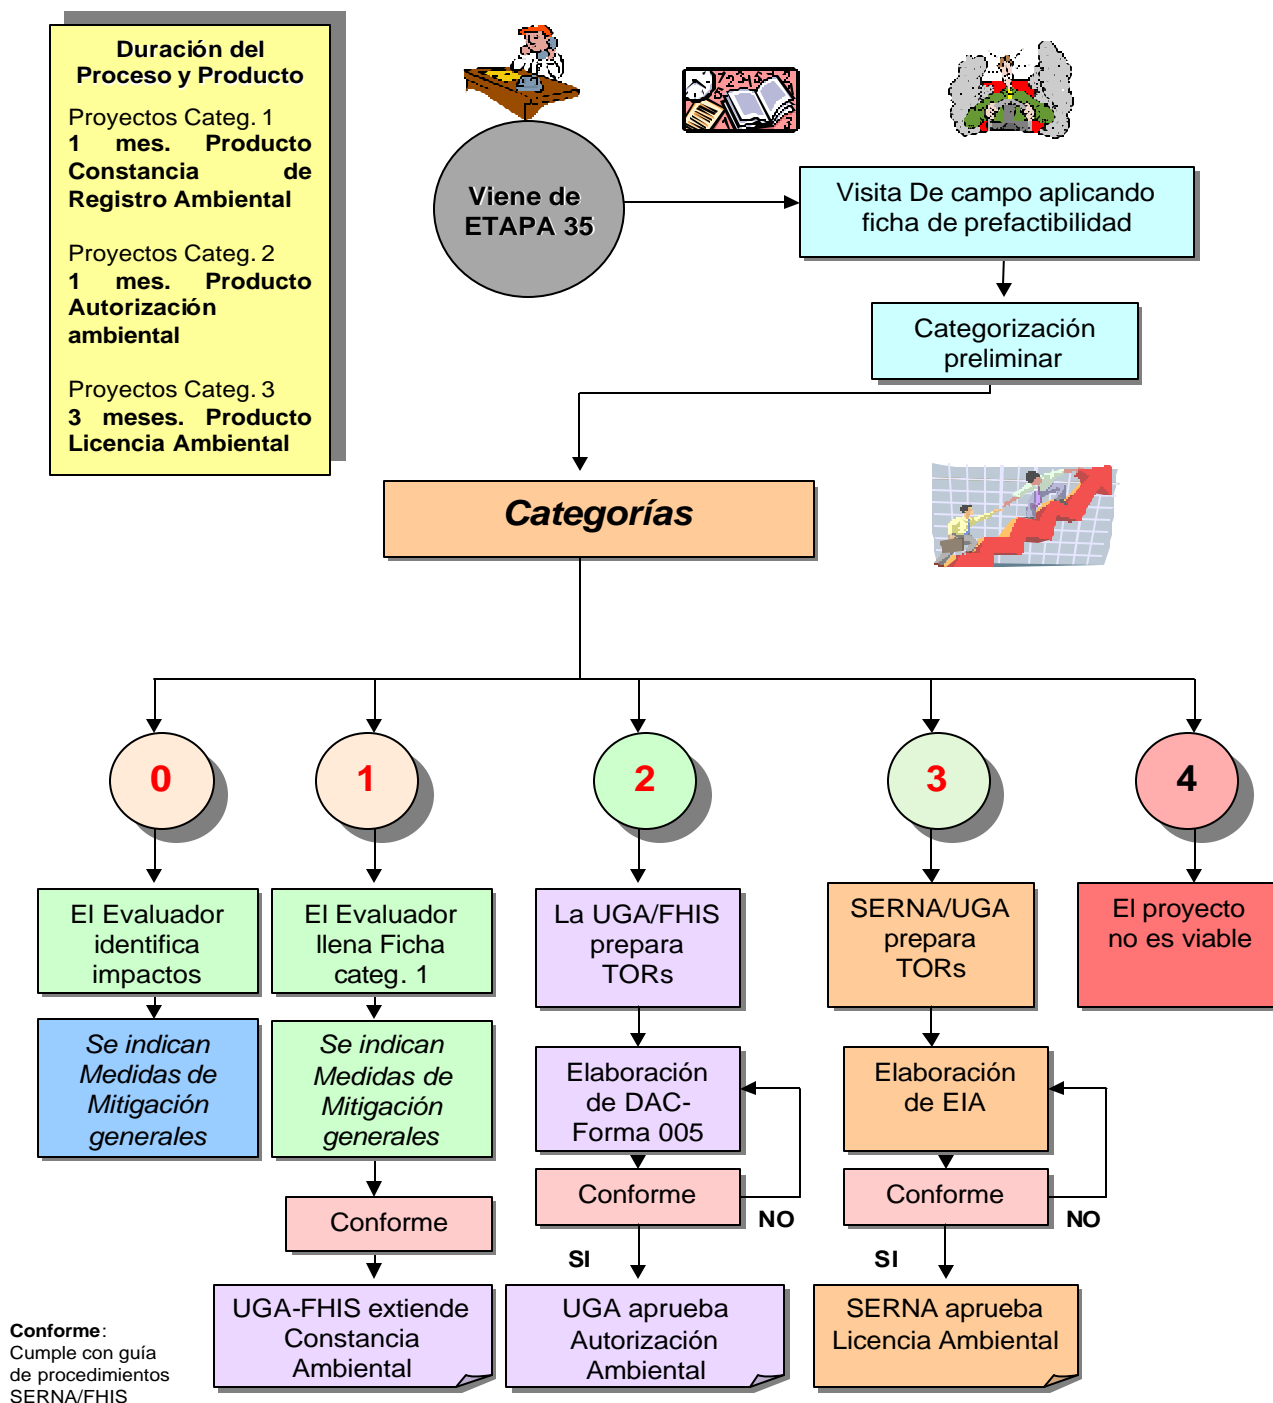 Duración del
Proceso y Producto
Proyectos Categ. 1
1 mes. Producto
Constancia de
Registro Ambiental
Proyectos Categ. 2
1 mes. Producto
Autorización
ambiental
Proyectos Categ. 3
3 meses. Producto
Licencia Ambiental
Viene de
ETAPA 35
Visita De campo aplicando
ficha de prefactibilidad
Categorización
preliminar
Categorías
0
1
2
3
4
El Evaluador
identifica
impactos
El Evaluador
llena Ficha
categ. 1
La UGA/FHIS
prepara
TORs
SERNA/UGA
prepara
TORs
El proyecto
no es viable
Se indican
Medidas de
Mitigación
generales
Se indican
Medidas de
Mitigación
generales
Elaboración
de DAC-
Forma 005
Elaboración
de EIA
Conforme
Conforme
NO
Conforme
NO
SI
SI
UGA-FHIS extiende
Constancia
Ambiental
UGA aprueba
Autorización
Ambiental
SERNA aprueba
Licencia Ambiental
Conforme:
Cumple con guía
de procedimientos
SERNA/FHIS